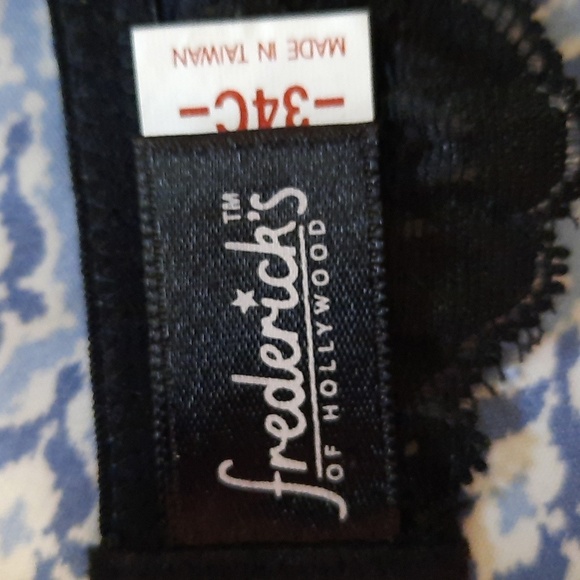 MADE IN TAIWAN
-34C-
frederick's™
OF HOLLYWOOD